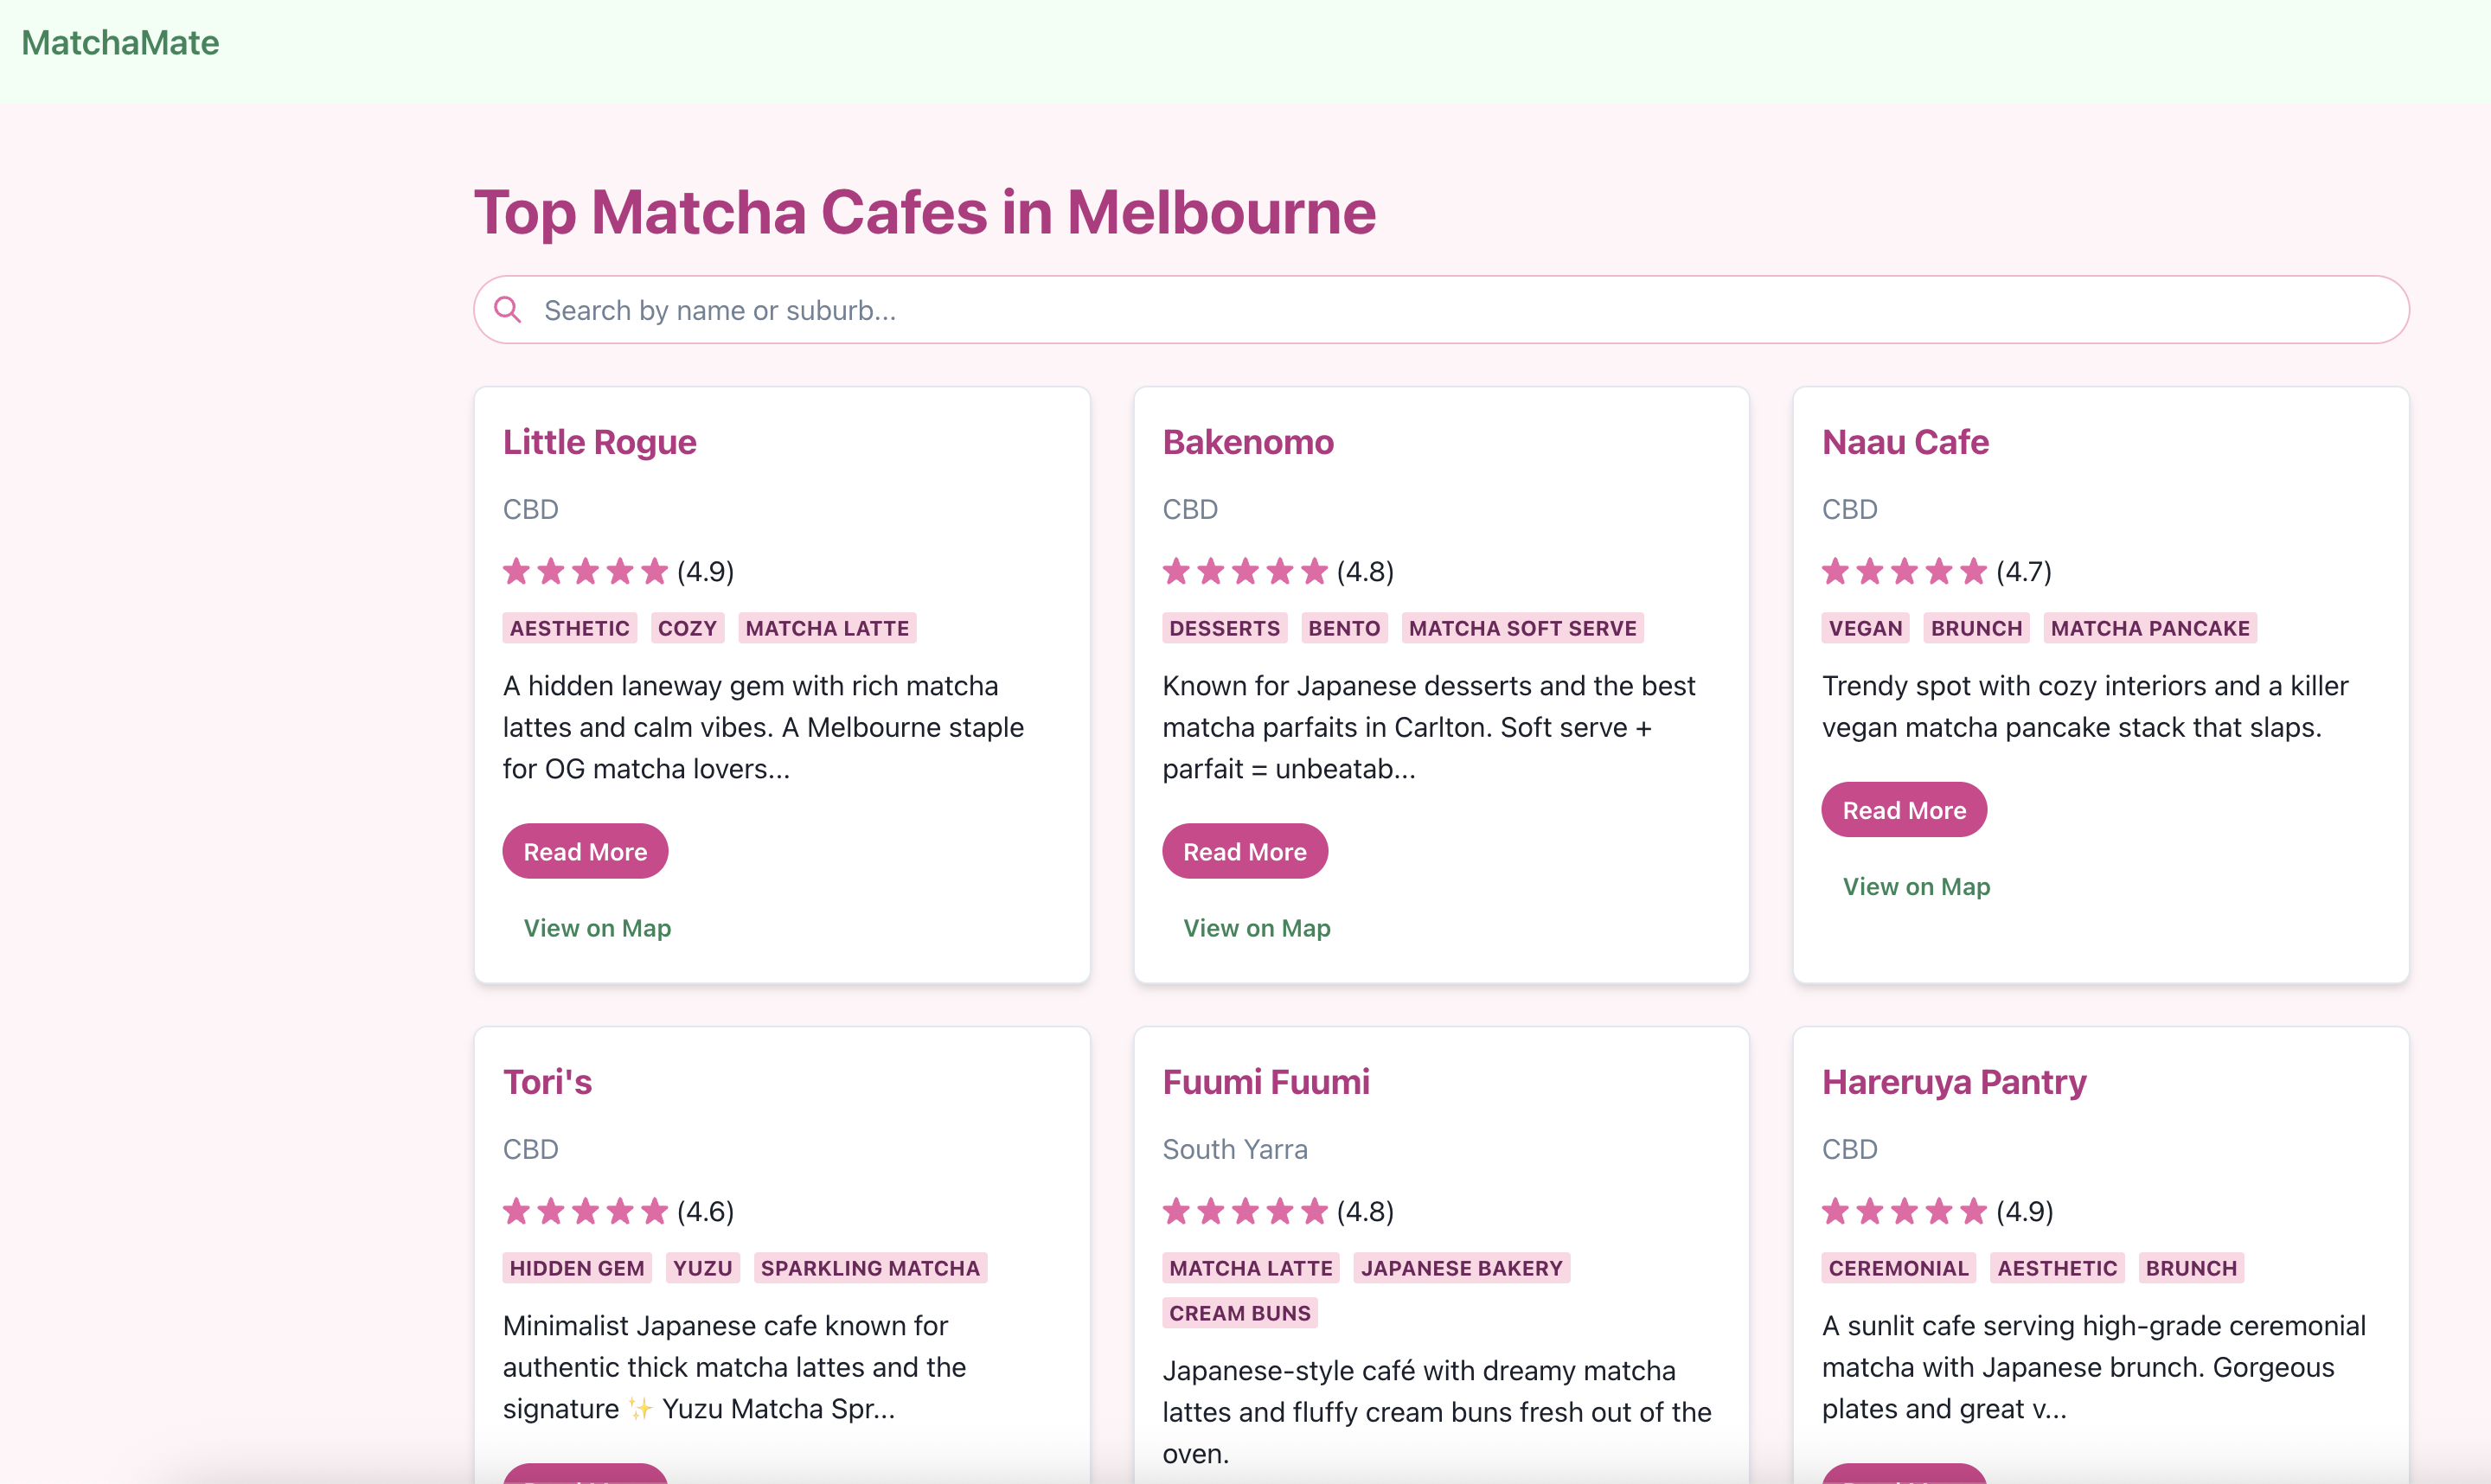 MatchaMate
Top Matcha Cafes in Melbourne
Search by name or suburb...
Little Rogue
CBD
(4.9)
AESTHETIC COZY MATCHA LATTE
A hidden laneway gem with rich matcha
lattes and calm vibes. A Melbourne staple
for OG matcha lovers...
Read More
View on Map
Bakenomo
CBD
(4.8)
DESSERTS BENTO MATCHA SOFT SERVE
Known for Japanese desserts and the best
matcha parfaits in Carlton. Soft serve +
parfait = unbeatab...
Read More
View on Map
Naau Cafe
CBD
(4.7)
VEGAN BRUNCH MATCHA PANCAKE
Trendy spot with cozy interiors and a killer
vegan matcha pancake stack that slaps.
Read More
View on Map
Tori's
CBD
(4.6)
HIDDEN GEM YUZU SPARKLING MATCHA
Minimalist Japanese cafe known for
authentic thick matcha lattes and the
signature ✨ Yuzu Matcha Spr...
Fuumi Fuumi
South Yarra
(4.8)
MATCHA LATTE JAPANESE BAKERY
CREAM BUNS
Japanese-style café with dreamy matcha
lattes and fluffy cream buns fresh out of the
oven.
Hareruya Pantry
CBD
(4.9)
CEREMONIAL AESTHETIC BRUNCH
A sunlit cafe serving high-grade ceremonial
matcha with Japanese brunch. Gorgeous
plates and great v...